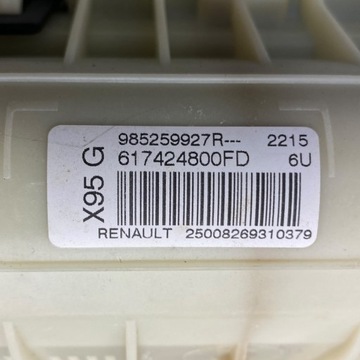 X95 G
985259927R--- 2215
617424800FD 6U
RENAULT 25008269310379